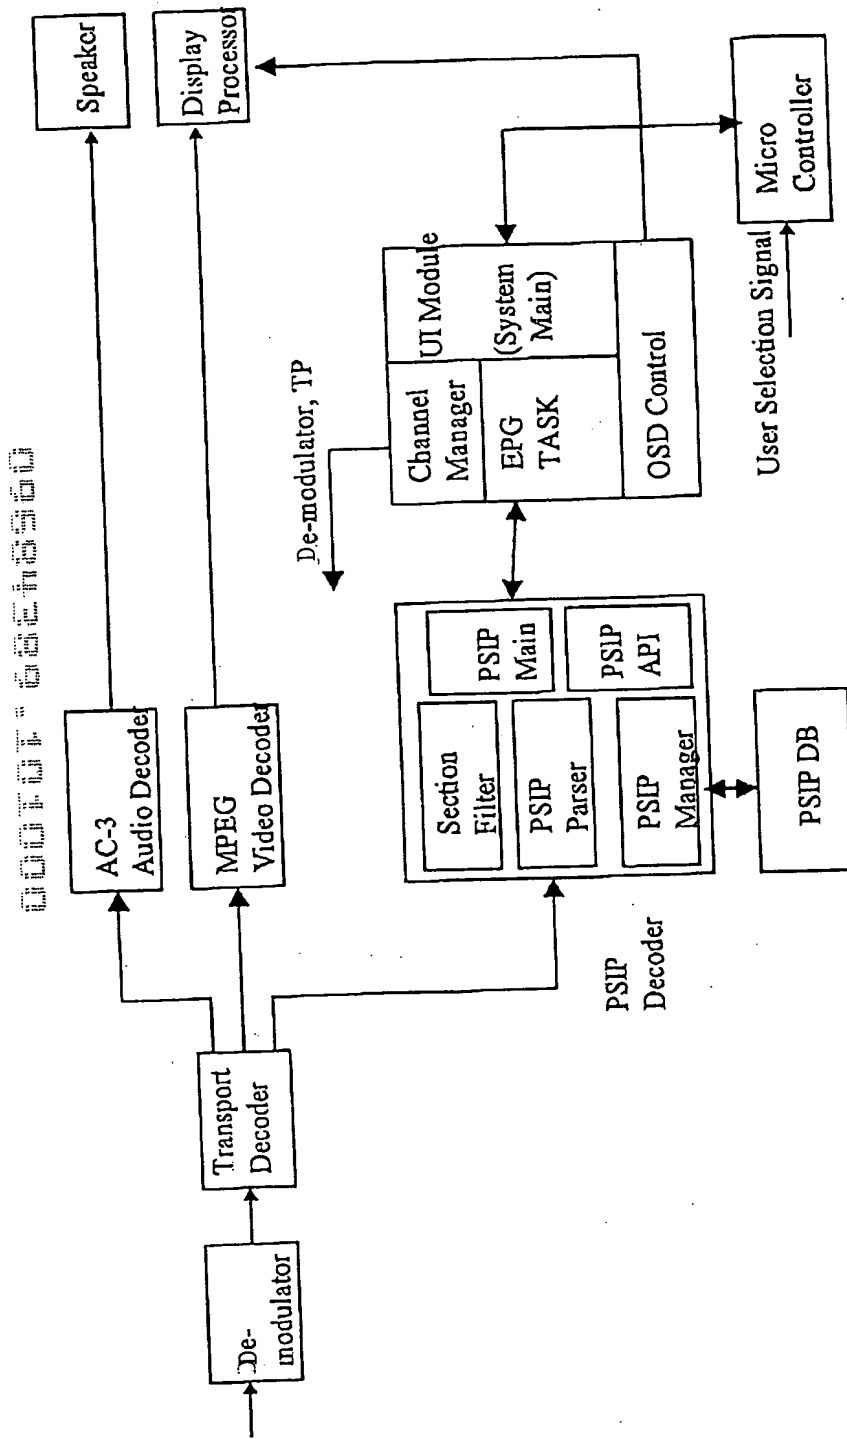 De-
modulator
Transport
Decoder
AC-3
Audio Decoder
MPEG
Video Decoder
Speaker
Display
Processor
PSIP
Decoder
Section
Filter
PSIP
Parser
PSIP
Manager
PSIP
Main
PSIP
API
PSIP DB
De-modulator, TP
Channel
Manager
EPG
TASK
UI Module
(System
Main)
OSD Control
User Selection Signal
Micro
Controller